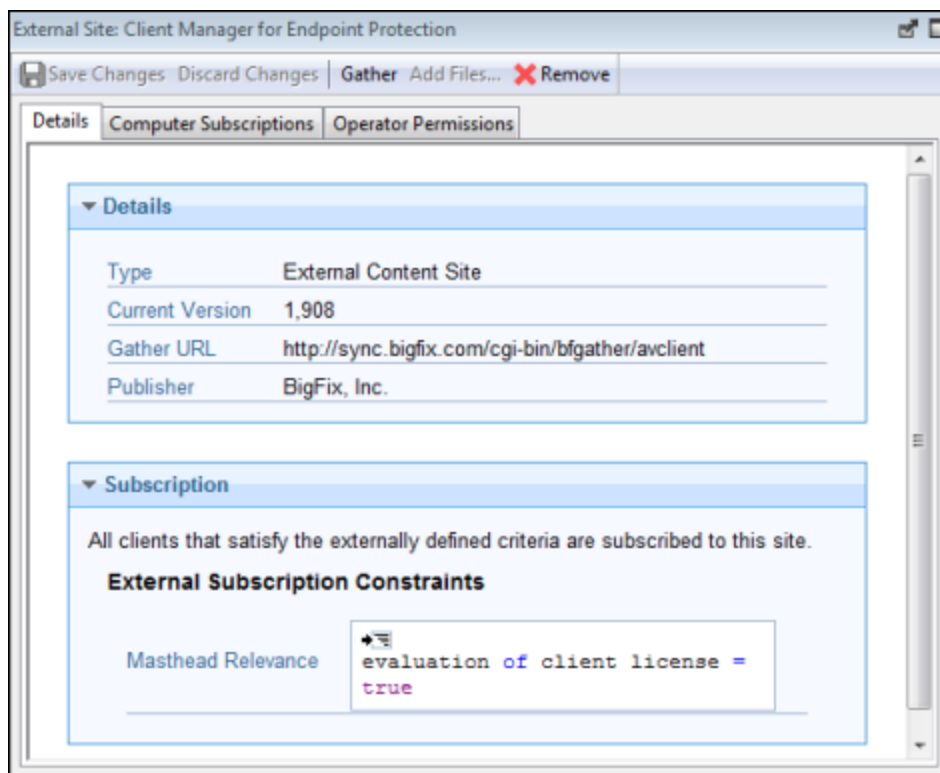 External Site: Client Manager for Endpoint Protection
Save Changes Discard Changes Gather Add Files... Remove
Details Computer Subscriptions Operator Permissions
Details
Type External Content Site
Current Version 1,908
Gather URL http://sync.bigfix.com/cgi-bin/bfgather/avclient
Publisher BigFix, Inc.
Subscription
All clients that satisfy the externally defined criteria are subscribed to this site.
External Subscription Constraints
Masthead Relevance
evaluation of client license =
true